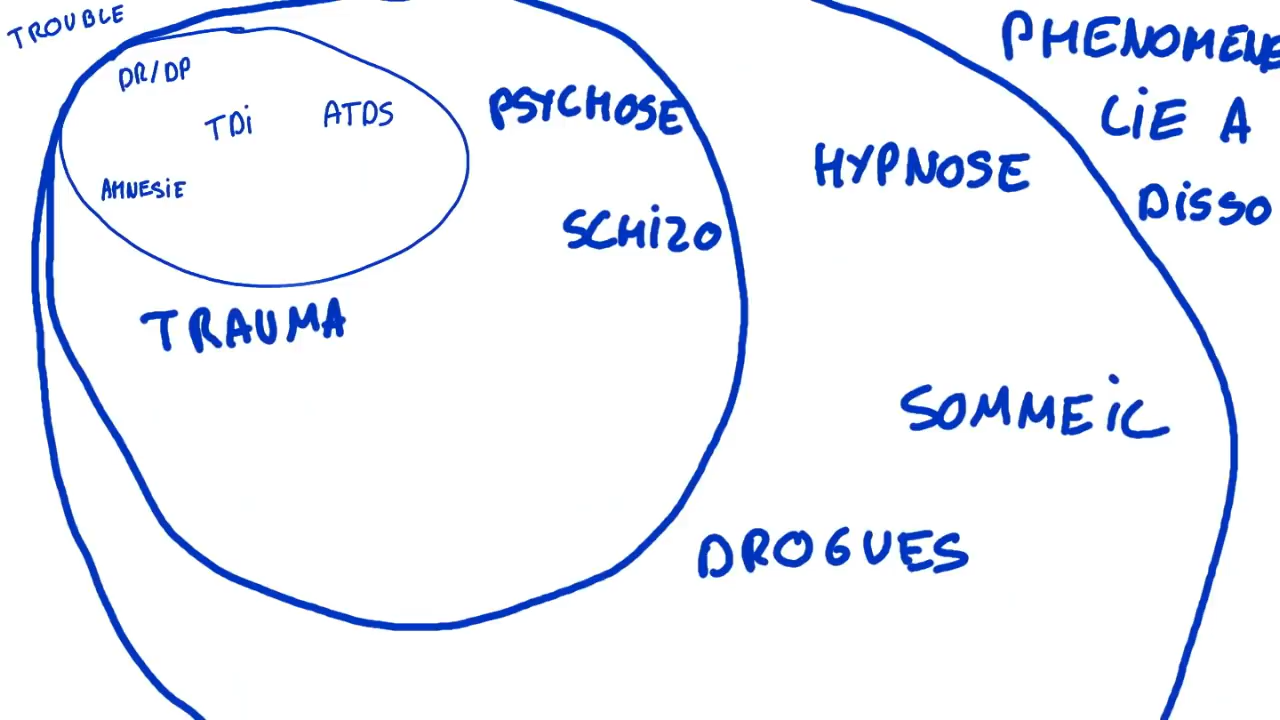 TROUBLE
DR/DP
TDi
ATDS
AMNESiE
TRAUMA
PSYCHOSE
SCHiZO
HYPNOSE
SOMMEiL
DROGUES
PHENOMENE
LiE A
DiSSO